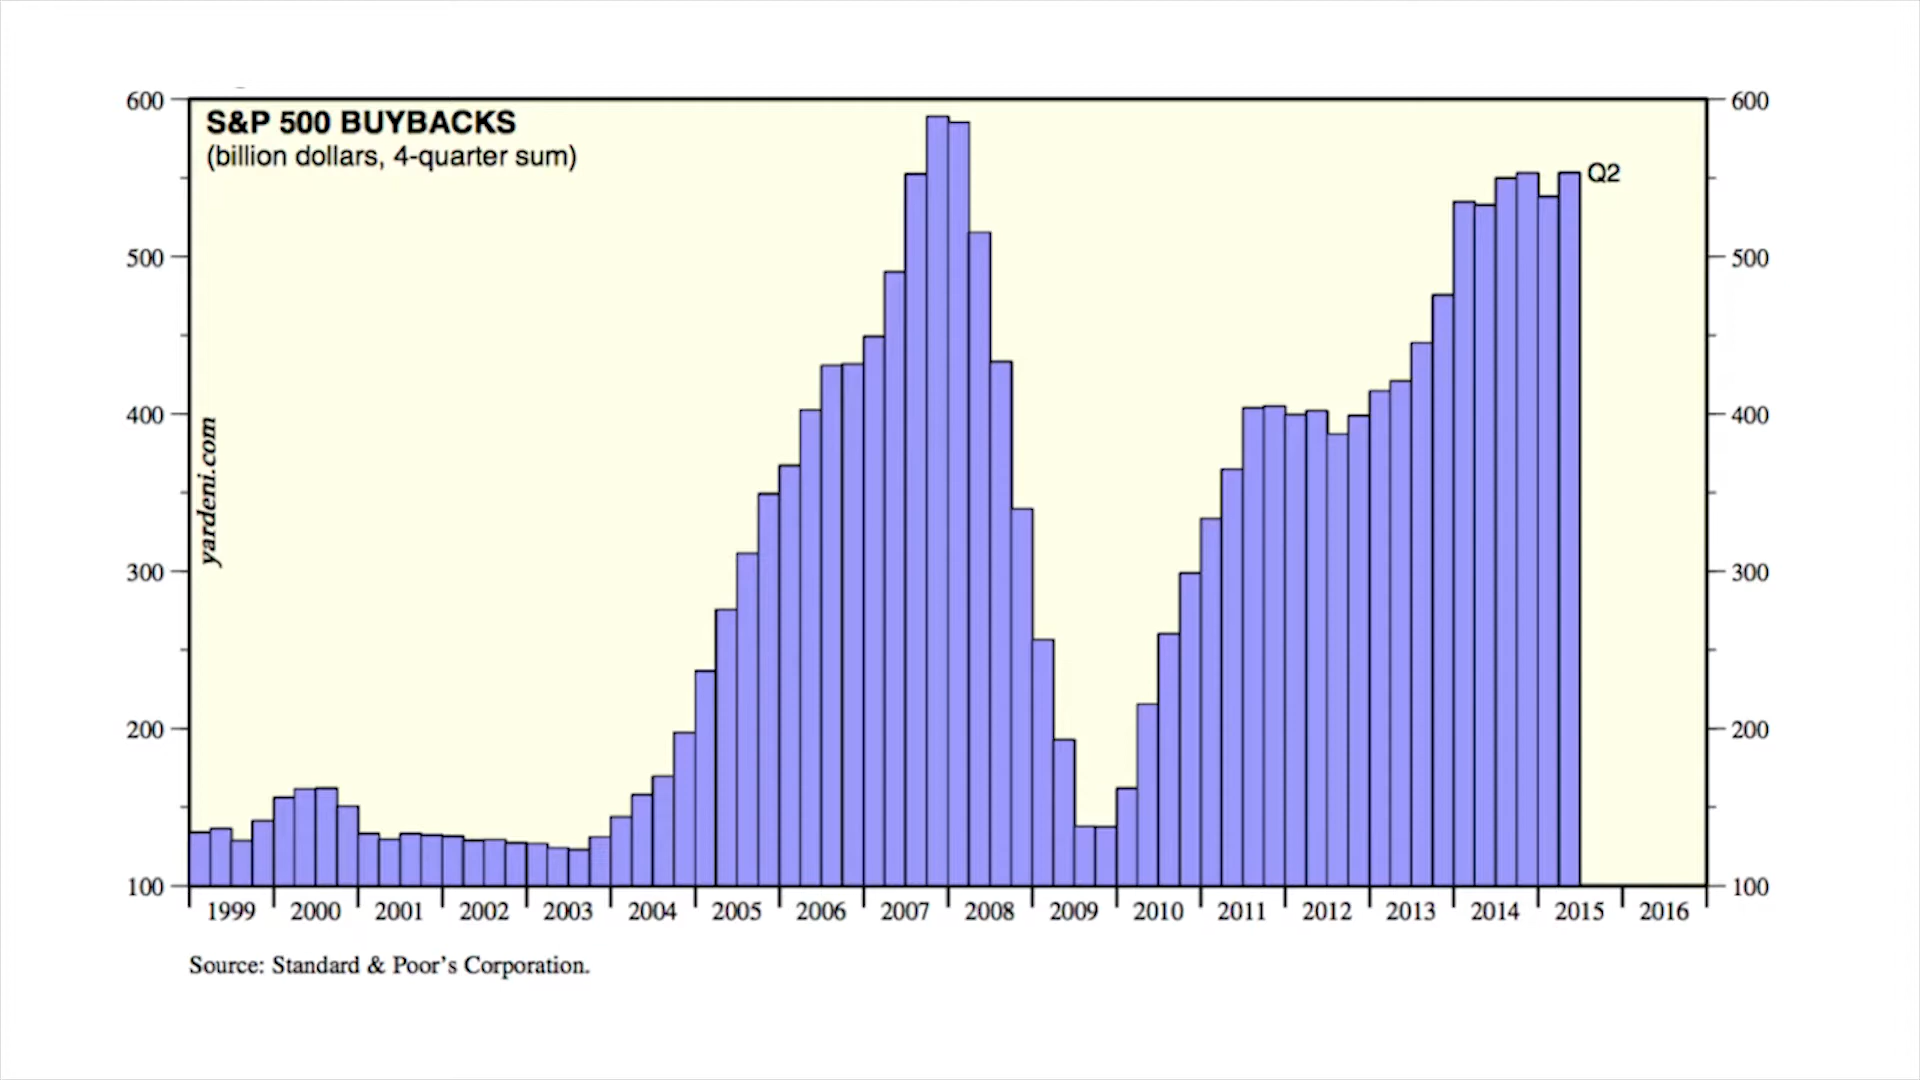 S&P 500 BUYBACKS
(billion dollars, 4-quarter sum)
600
500
400
300
200
100
yardeni.com
Q2
600
500
400
300
200
100
1999 2000 2001 2002 2003 2004 2005 2006 2007 2008 2009 2010 2011 2012 2013 2014 2015 2016
Source: Standard & Poor's Corporation.